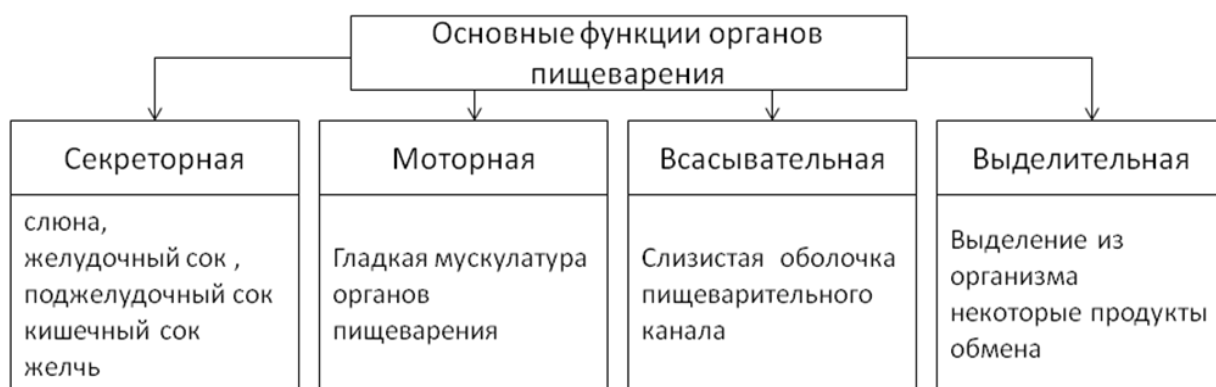 Основные функции органов
пищеварения
Секреторная
слюна,
желудочный сок ,
поджелудочный сок
кишечный сок
желчь
Моторная
Гладкая мускулатура
органов
пищеварения
Всасывательная
Слизистая оболочка
пищеварительного
канала
Выделительная
Выделение из
организма
некоторые продукты
обмена